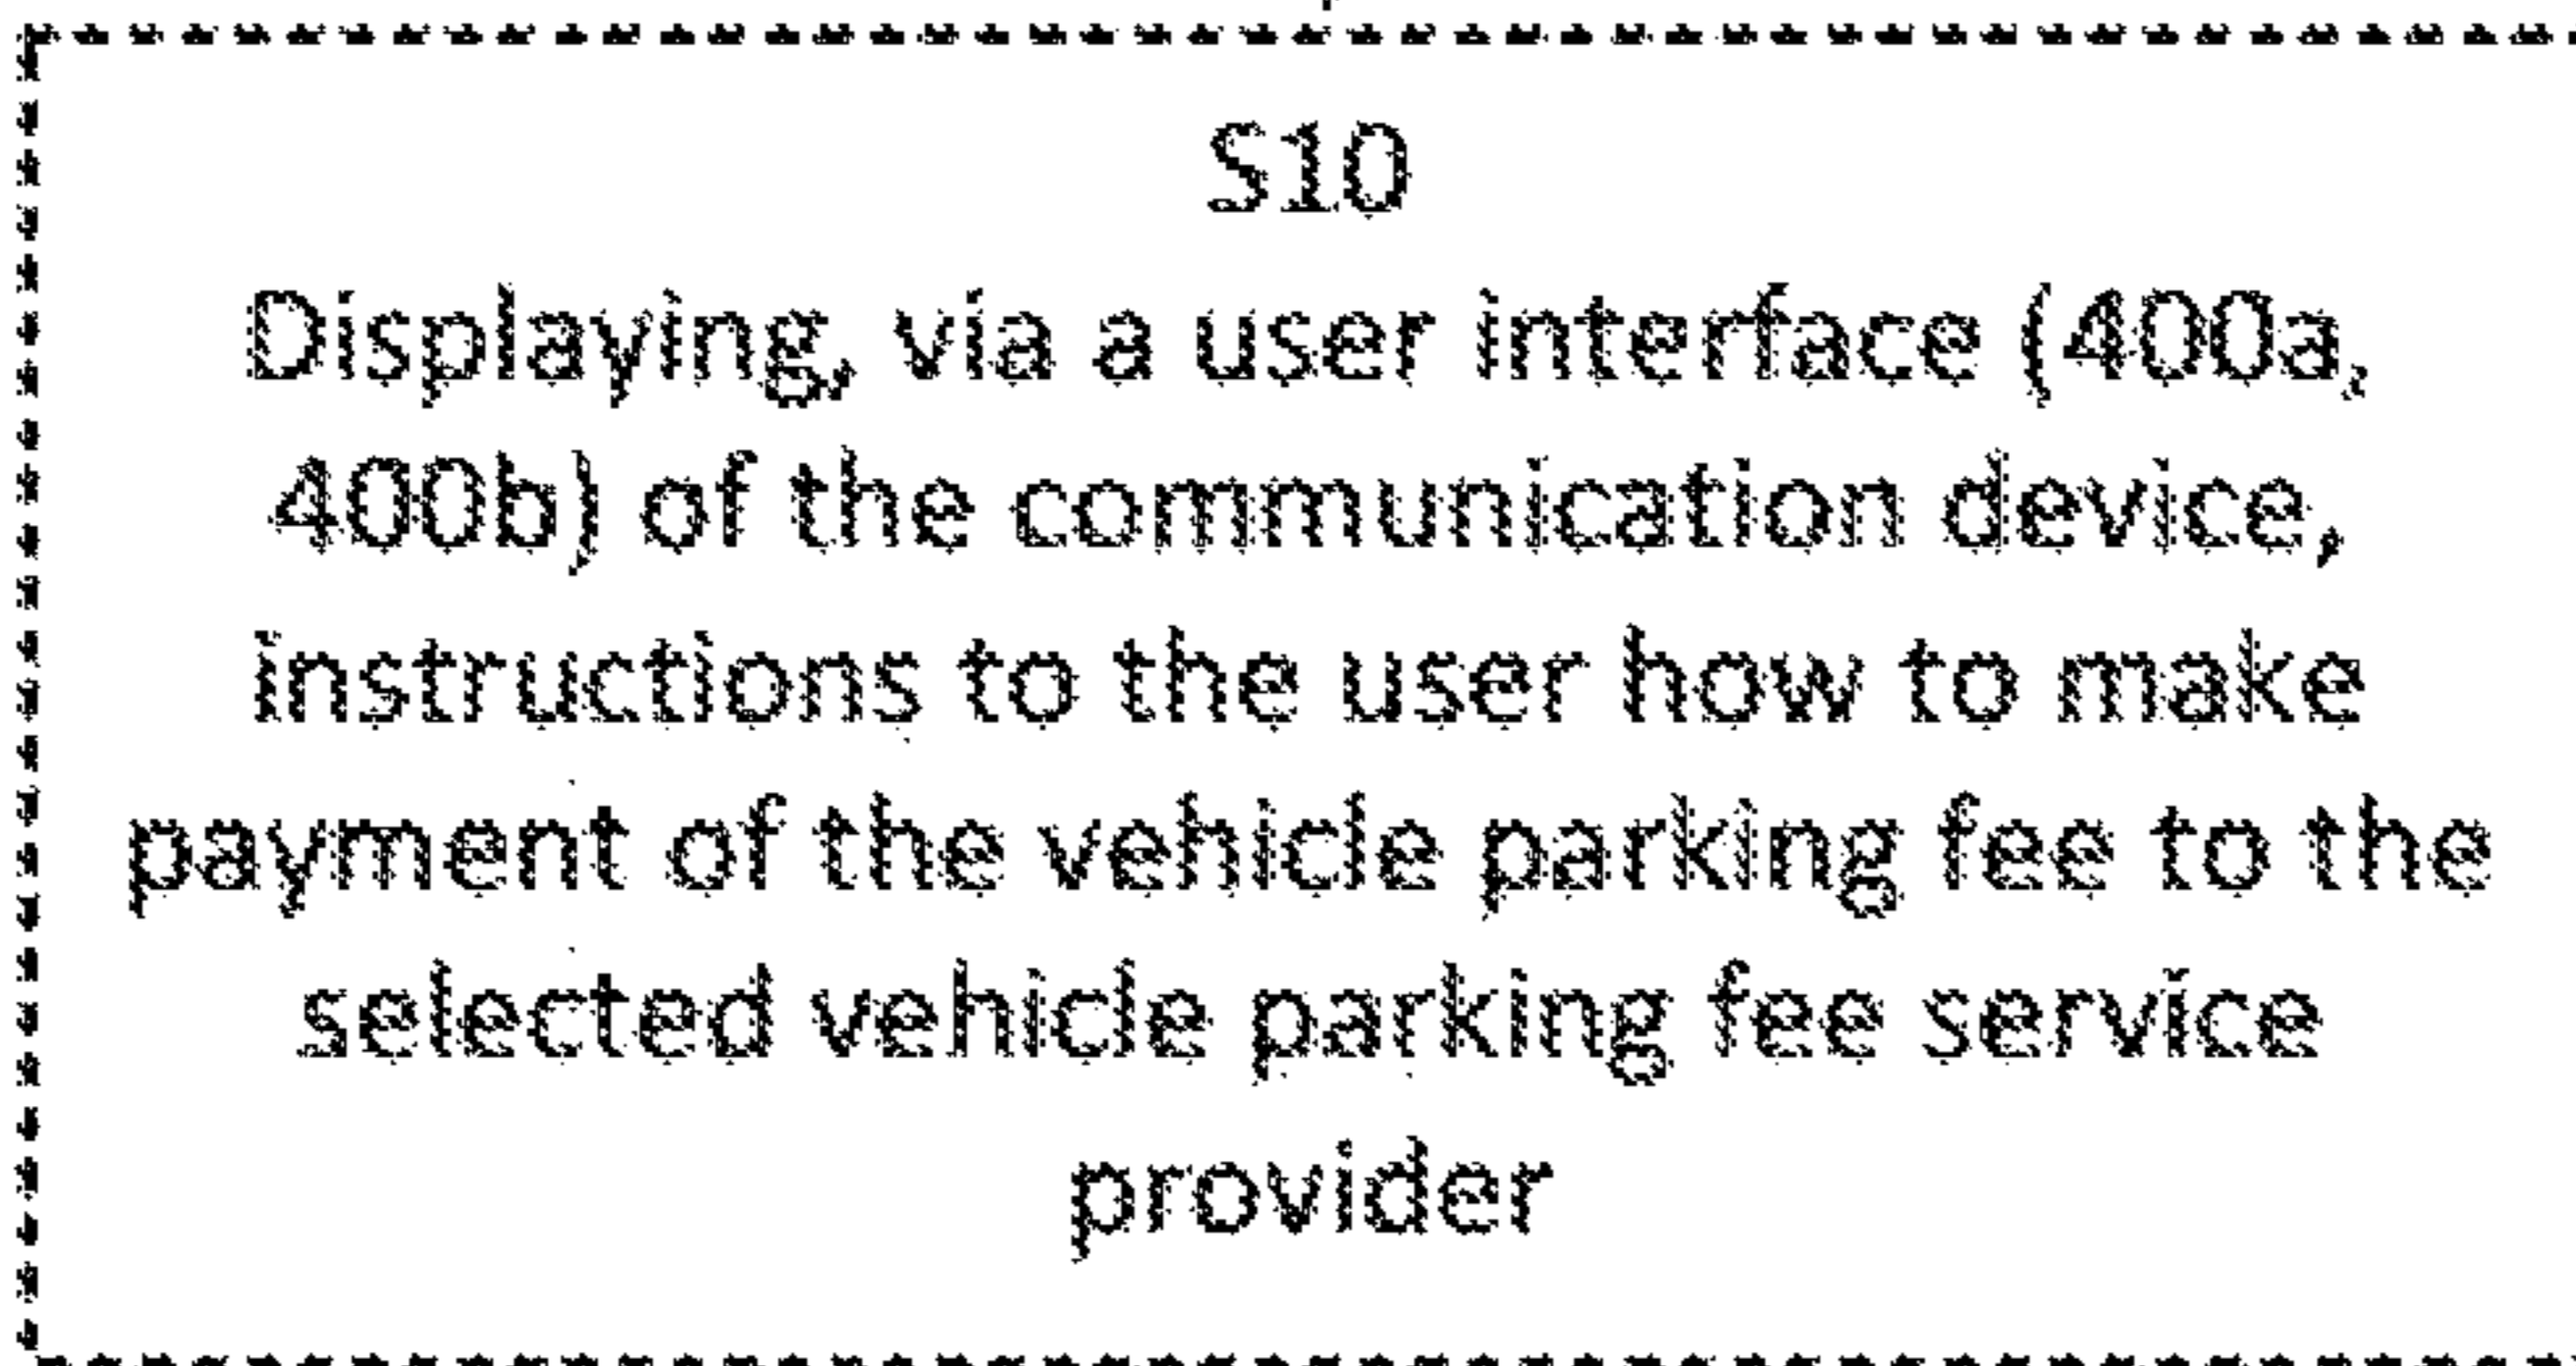 S10
Displaying, via a user interface (400a,
400b) of the communication device,
instructions to the user how to make
payment of the vehicle parking fee to the
selected vehicle parking fee service
provider